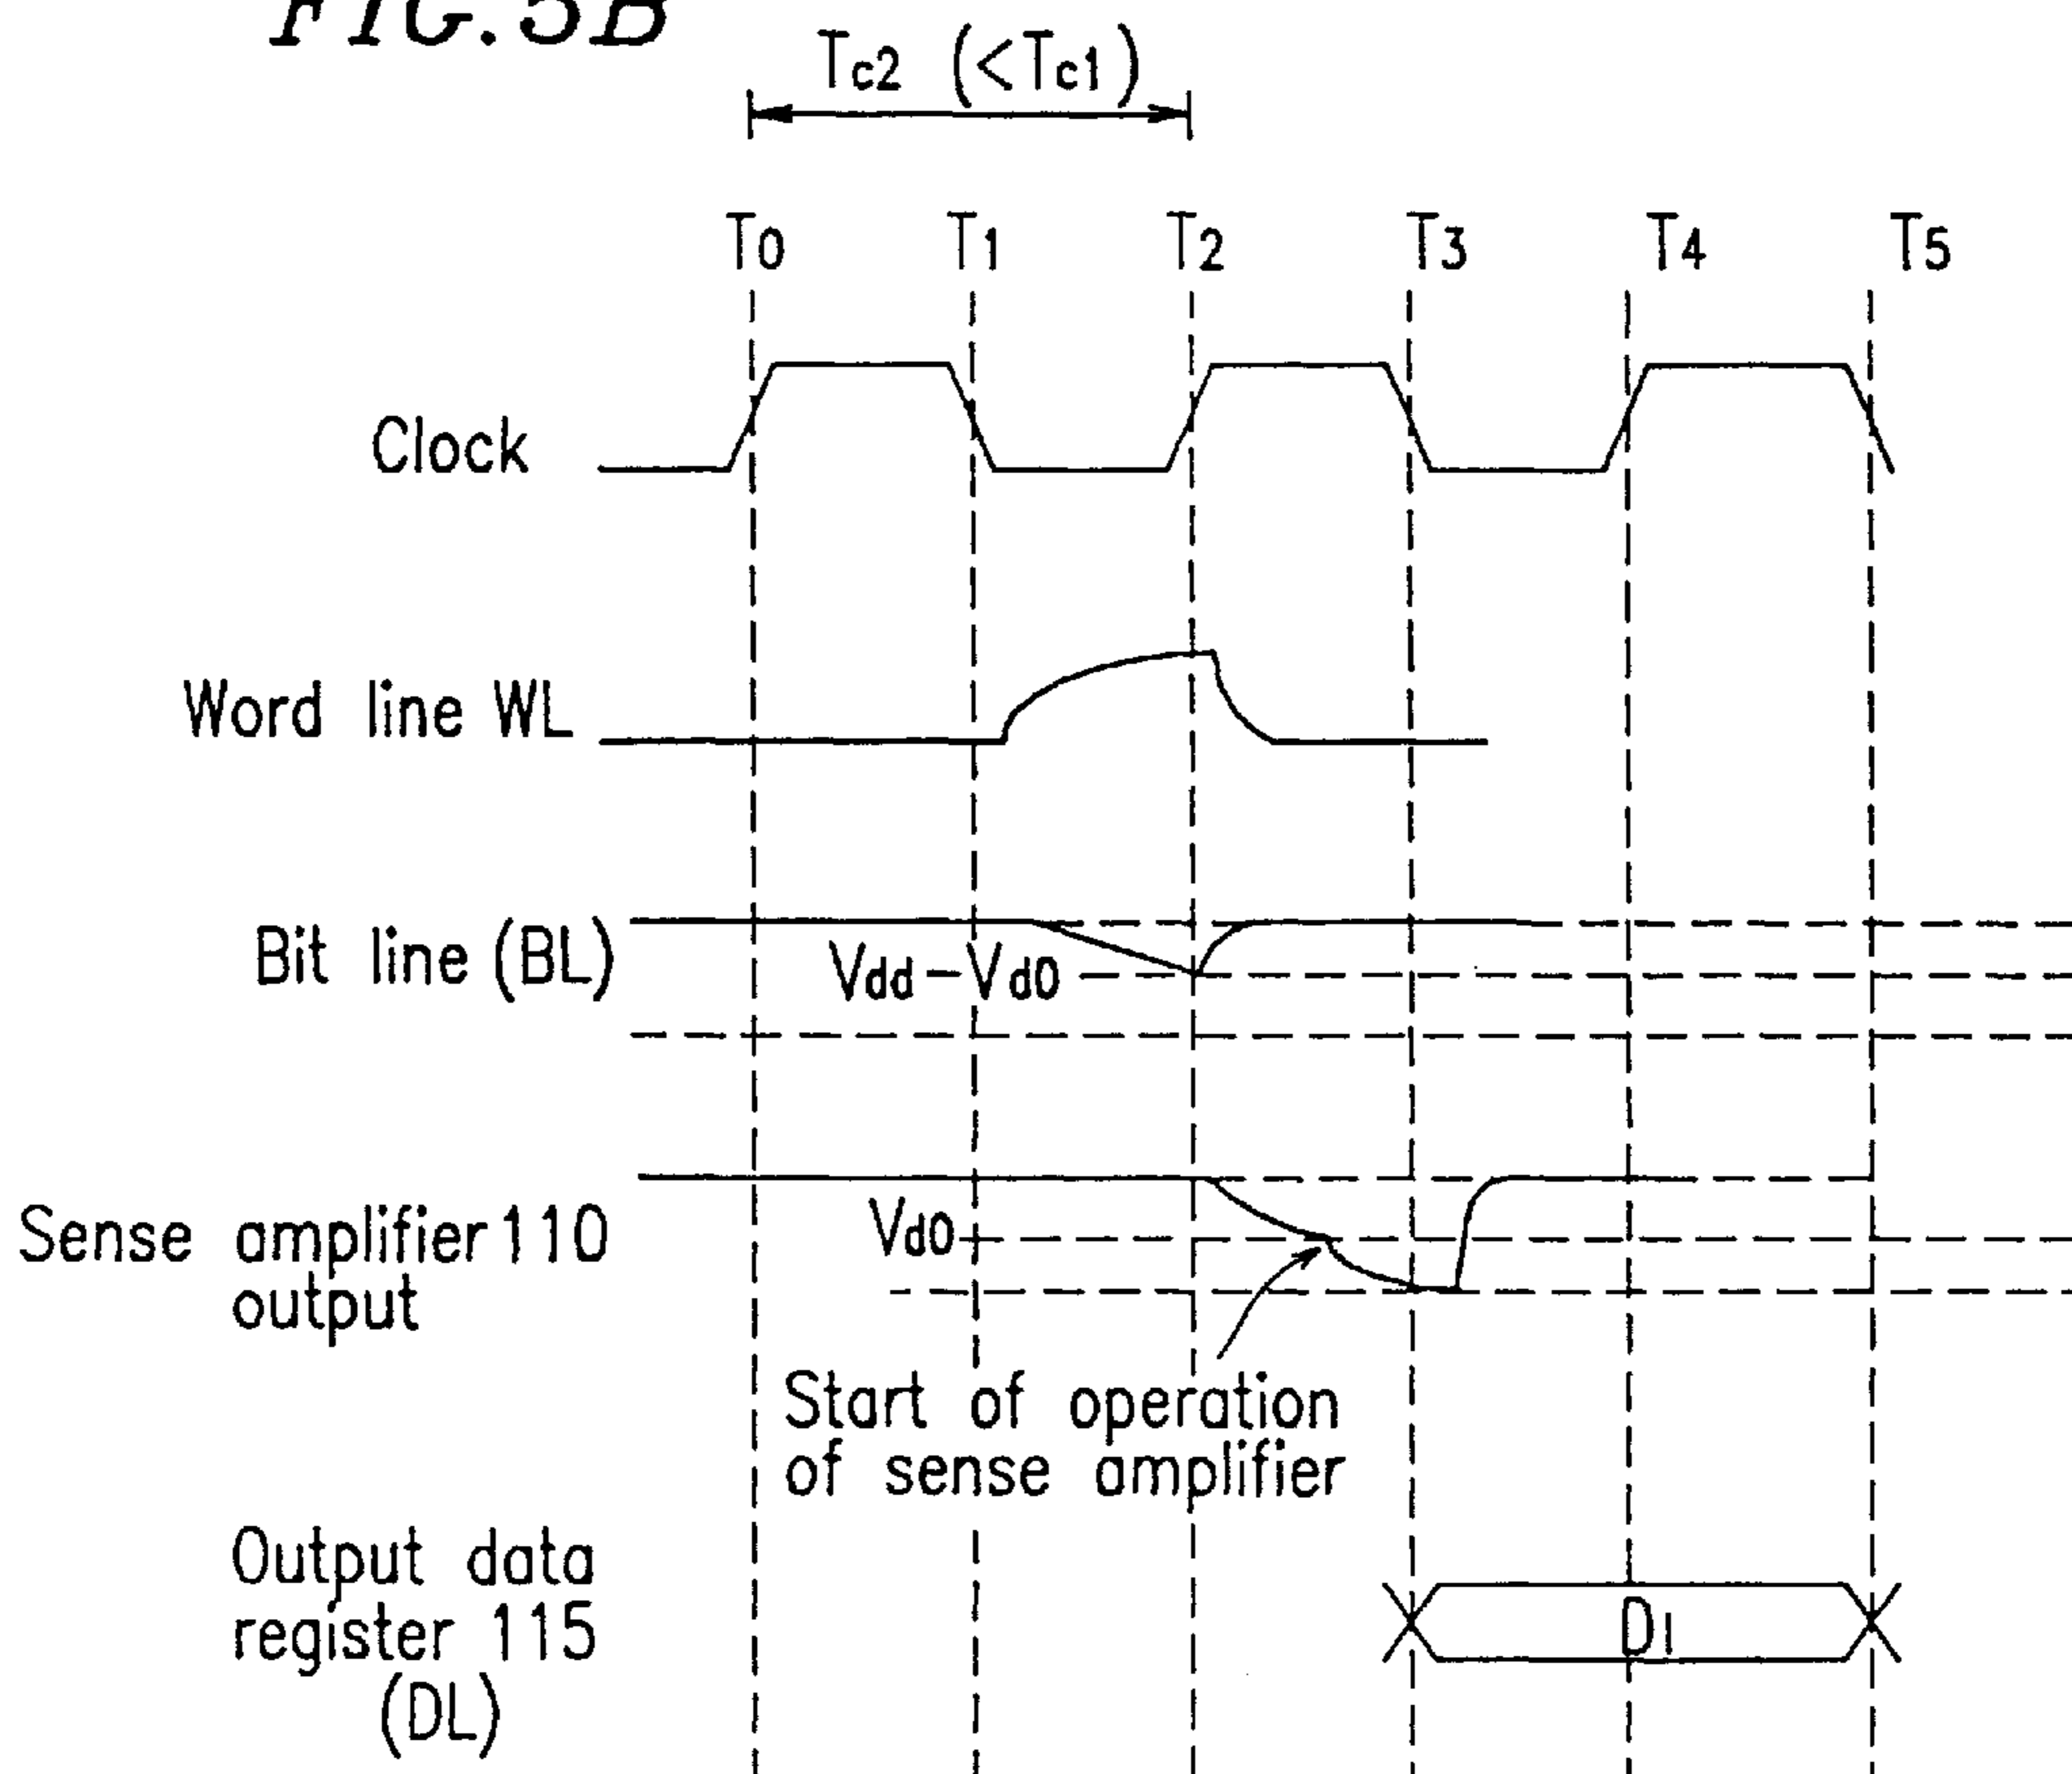 FIG.5B
Tc2 (<Tc1)
T0 T1 T2 T3 T4 T5
Clock
Word line WL
Bit line (BL)
Vdd-Vd0
Sense amplifier 110
output
Vd0
Start of operation
of sense amplifier
Output data
register 115
(DL)
D1